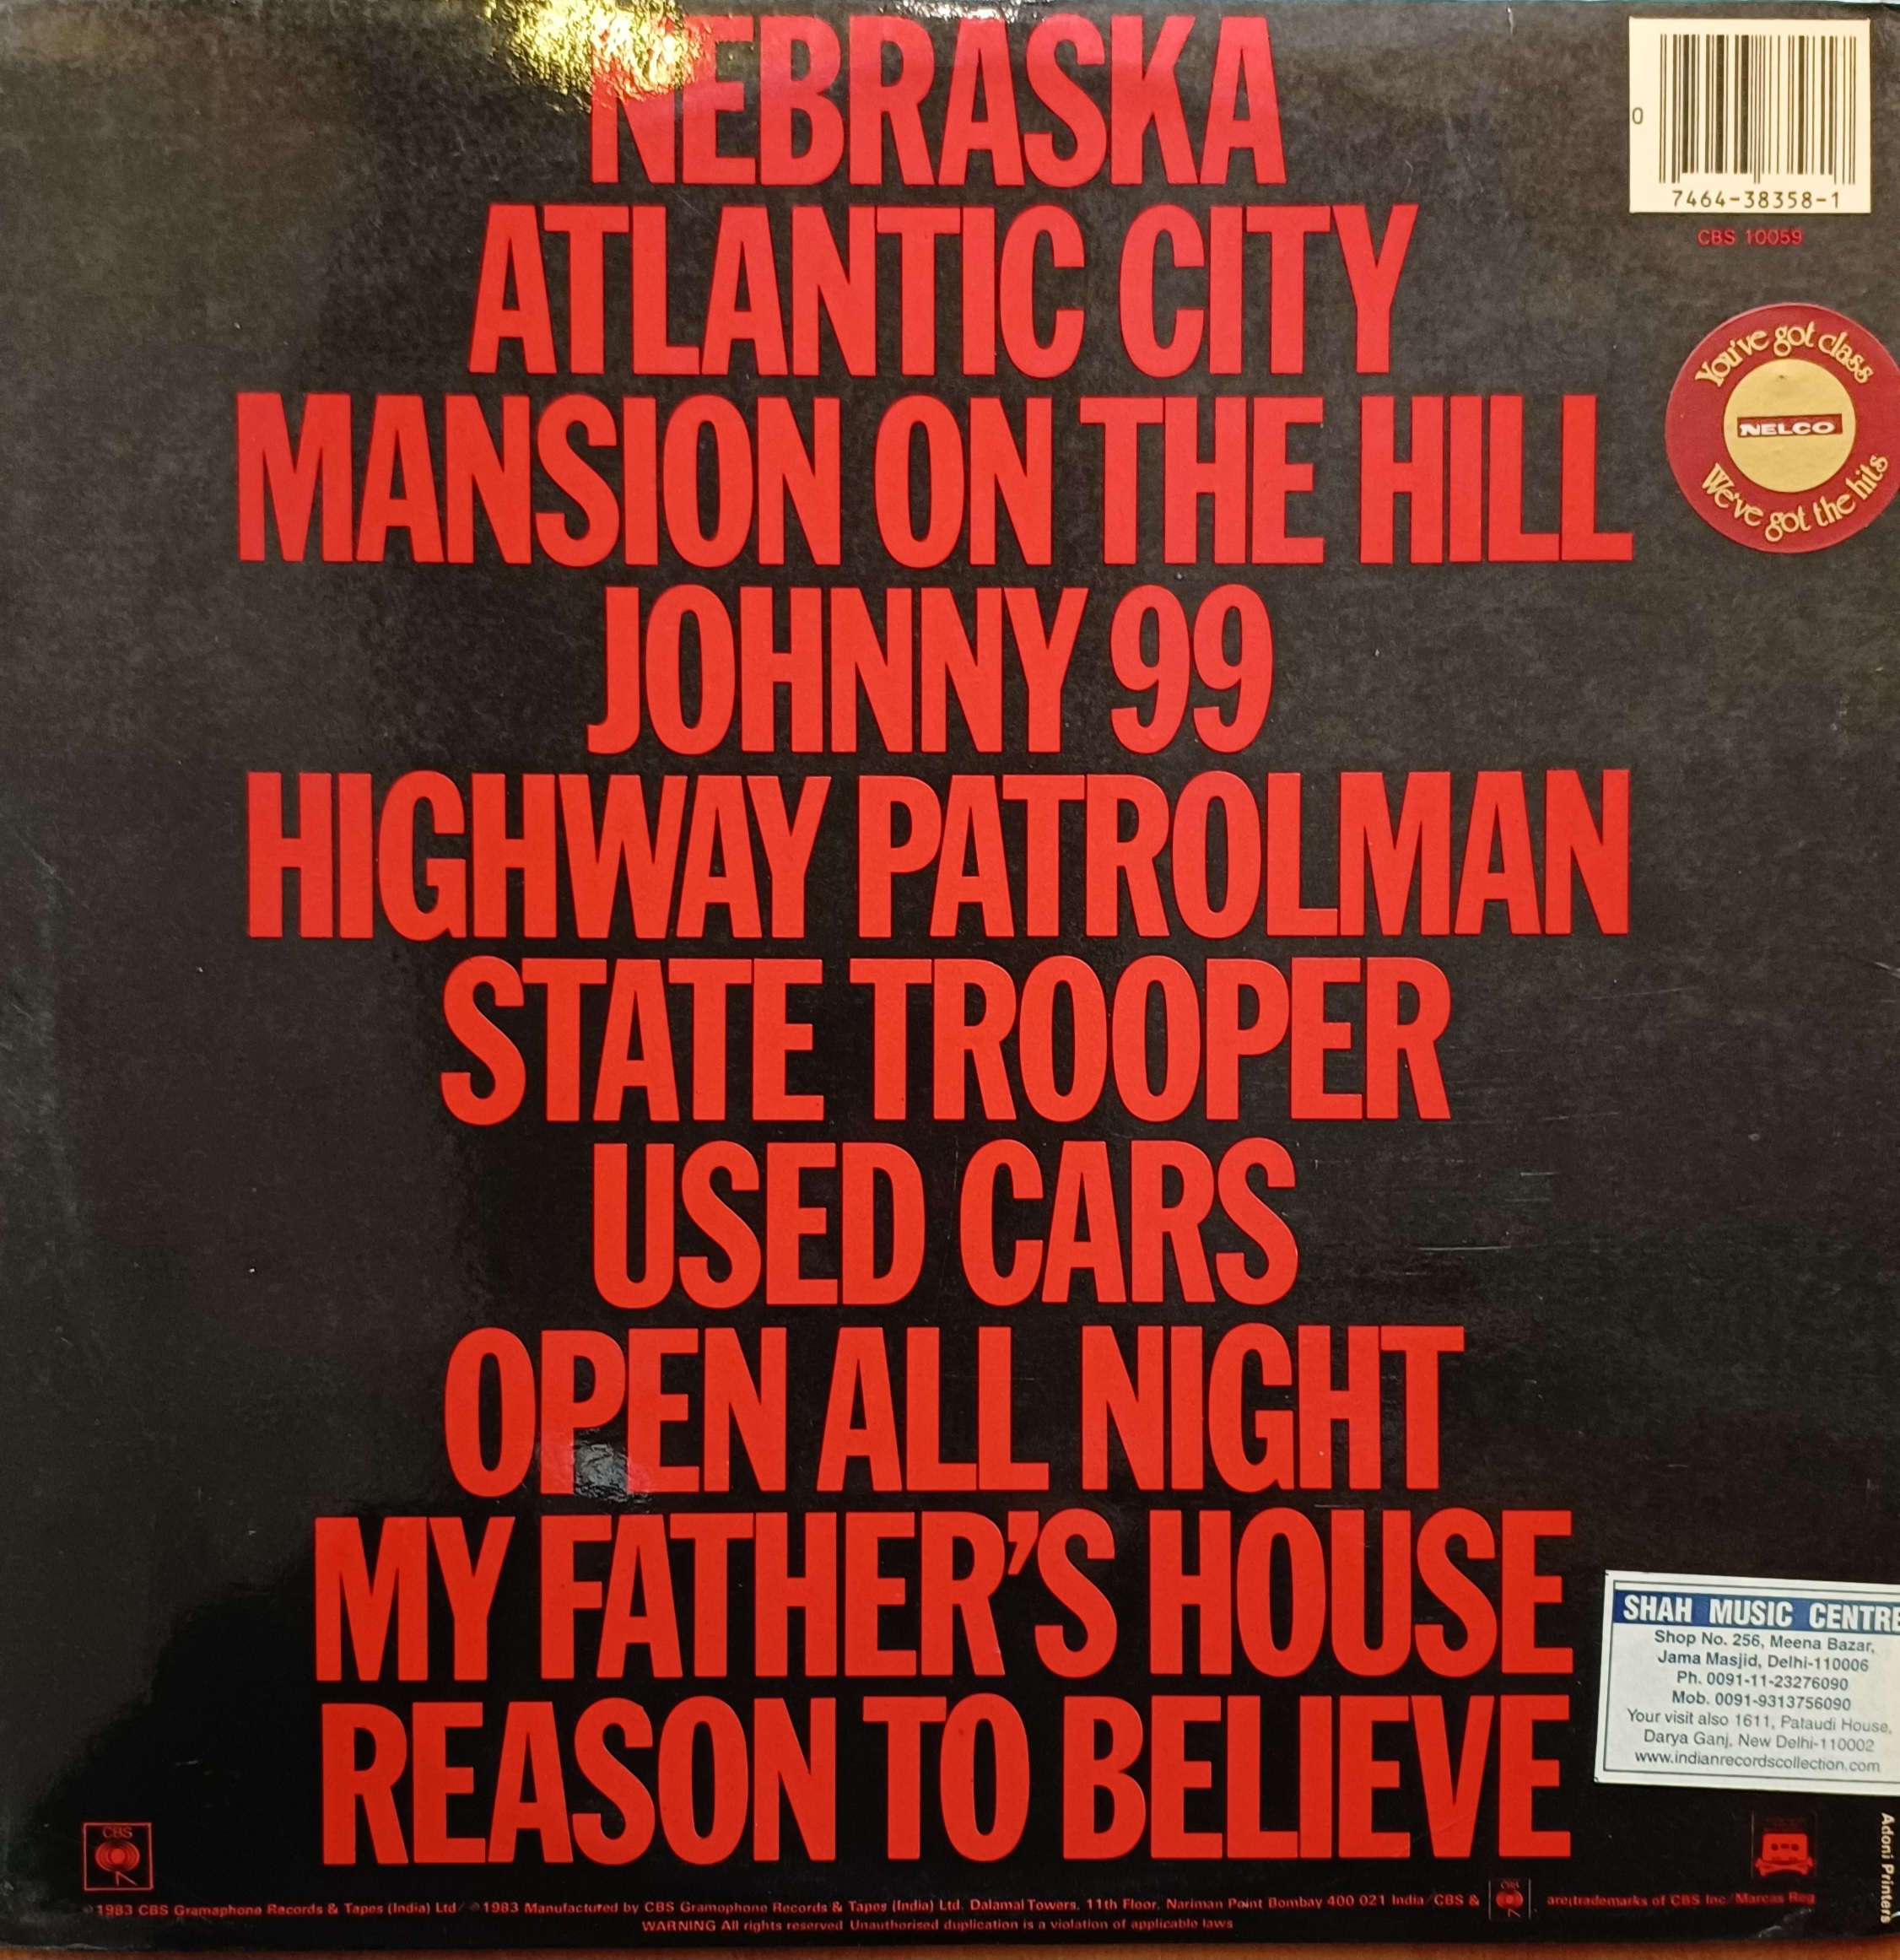 NEBRASKA
ATLANTIC CITY
MANSION ON THE HILL
JOHNNY 99
HIGHWAY PATROLMAN
STATE TROOPER
USED CARS
OPEN ALL NIGHT
MY FATHER'S HOUSE
REASON TO BELIEVE
0
7464-38358-1
CBS 10059
You've got class
NELCO
We've got the hits
SHAH MUSIC CENTRE
Shop No. 256, Meena Bazar,
Jama Masjid, Delhi-110006
Ph. 0091-11-23276090
Mob. 0091-9313756090
Your visit also 1611, Pataudi House,
Darya Ganj, New Delhi-110002
www.indianrecordscollection.com
Adoni Printers
CBS
1983 CBS Gramophone Records & Tapes (India) Ltd/ 1983 Manufactured by CBS Gramophone Records & Tapes (India) Ltd. Dalamal Towers, 11th Floor, Nariman Point Bombay 400 021 India/CBS & CBS are trademarks of CBS Inc/Marcas Reg
WARNING All rights reserved Unauthorised duplication is a violation of applicable laws